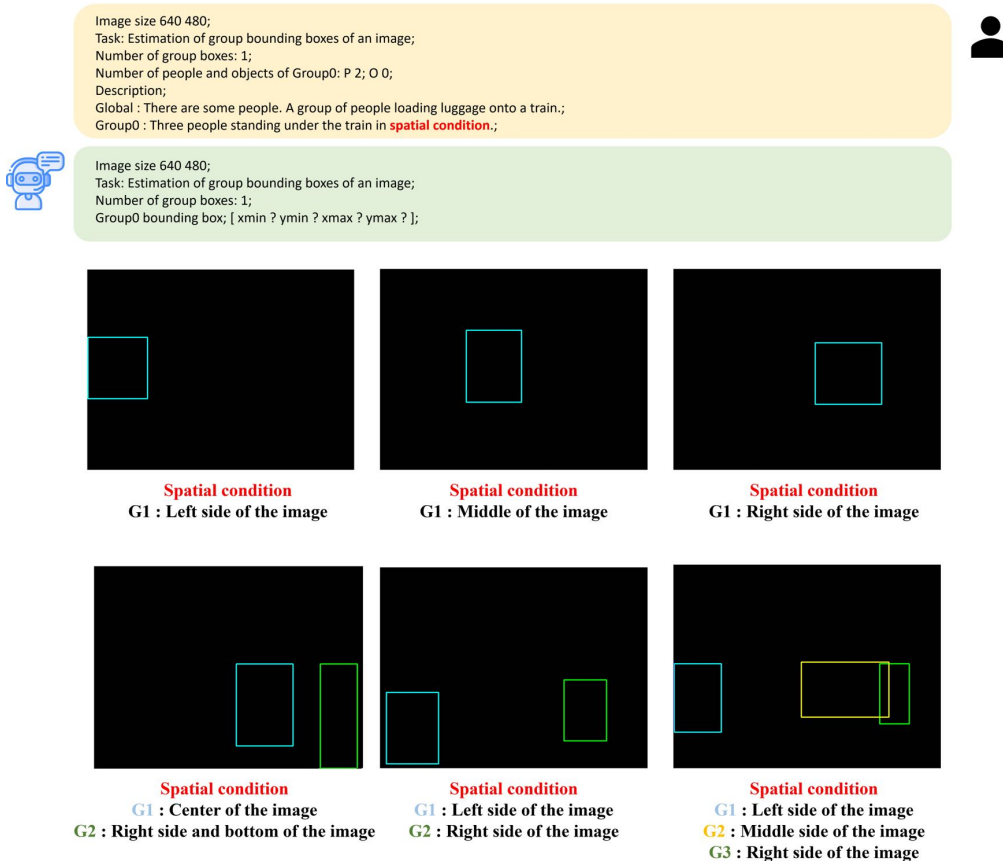 Image size 640 480;
Task: Estimation of group bounding boxes of an image;
Number of group boxes: 1;
Number of people and objects of Group0: P 2; O 0;
Description;
Global : There are some people. A group of people loading luggage onto a train.;
Group0 : Three people standing under the train in spatial condition.;
Image size 640 480;
Task: Estimation of group bounding boxes of an image;
Number of group boxes: 1;
Group0 bounding box; [ xmin ? ymin ? xmax ? ymax ? ];
Spatial condition
G1 : Left side of the image
Spatial condition
G1 : Middle of the image
Spatial condition
G1 : Right side of the image
Spatial condition
G1 : Center of the image
G2 : Right side and bottom of the image
Spatial condition
G1 : Left side of the image
G2 : Right side of the image
Spatial condition
G1 : Left side of the image
G2 : Middle side of the image
G3 : Right side of the image